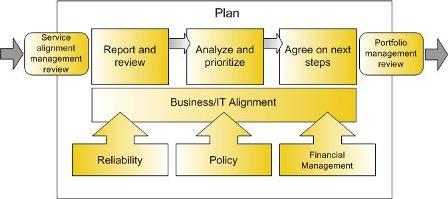 Plan
Service
alignment
management
review
Report and
review
Analyze and
prioritize
Agree on next
steps
Portfolio
management
review
Business/IT Alignment
Reliability
Policy
Financial
Management